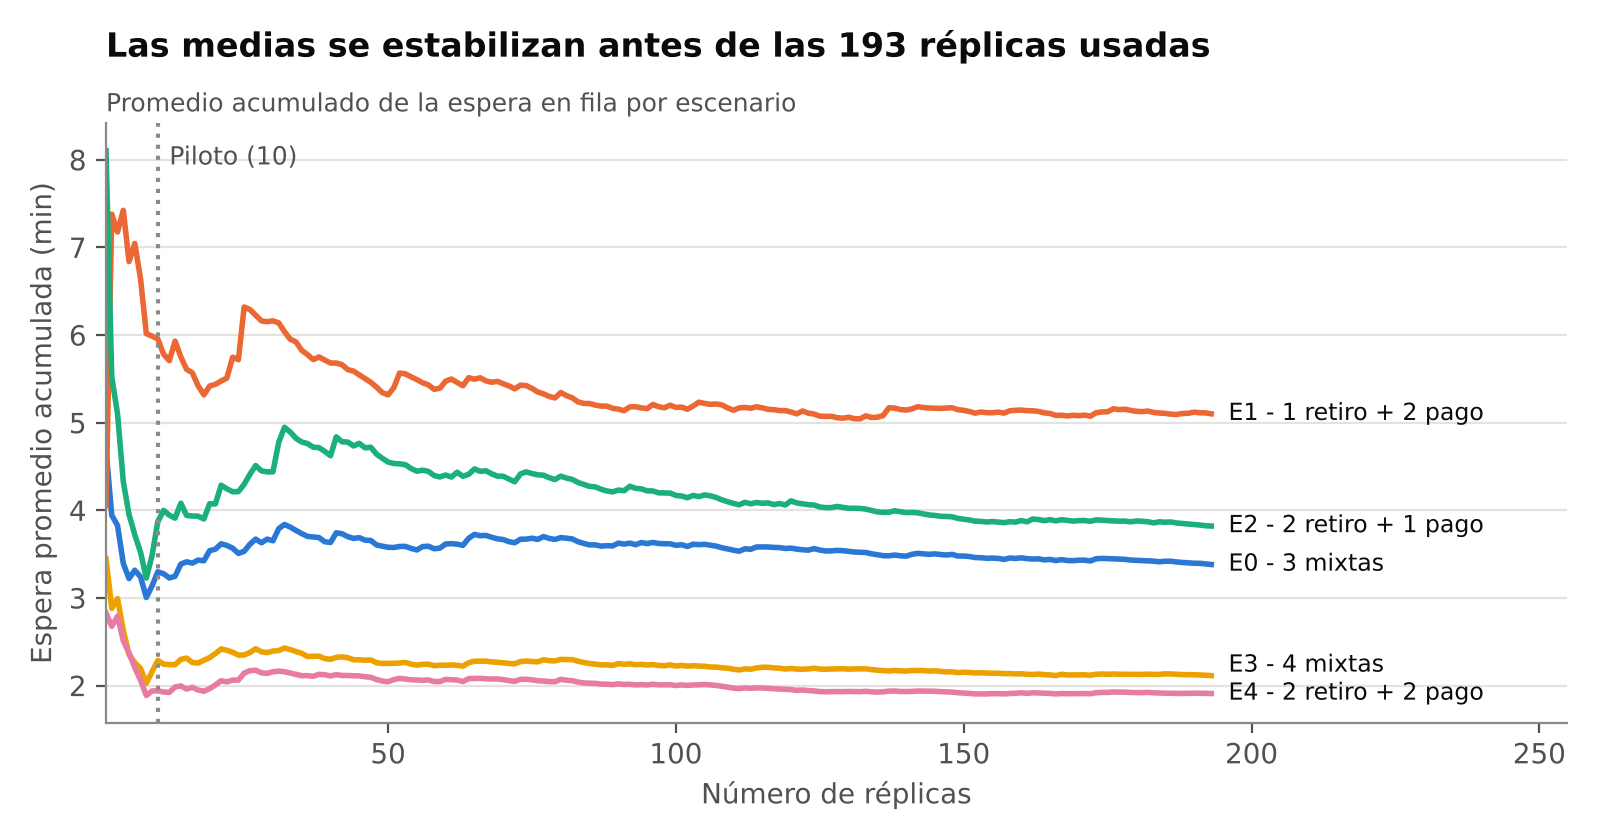 Las medias se estabilizan antes de las 193 réplicas usadas
Promedio acumulado de la espera en fila por escenario
Piloto (10)
Espera promedio acumulada (min)
8
7
6
5
4
3
2
E1 - 1 retiro + 2 pago
E2 - 2 retiro + 1 pago
E0 - 3 mixtas
E3 - 4 mixtas
E4 - 2 retiro + 2 pago
50
100
150
200
250
Número de réplicas